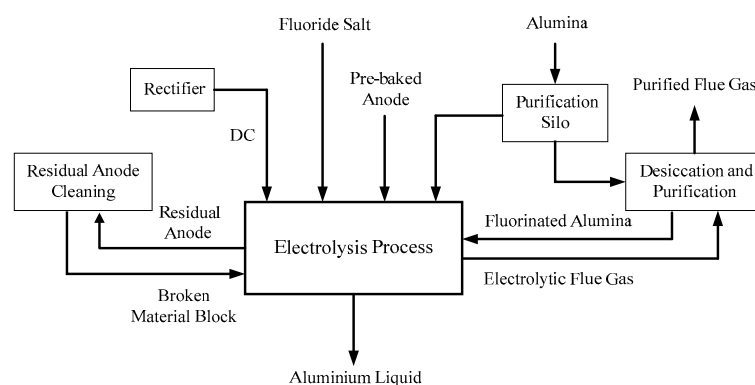 Fluoride Salt
Alumina
Rectifier
Pre-baked
Anode
Purification
Silo
Purified Flue Gas
DC
Residual Anode
Cleaning
Desiccation and
Purification
Residual
Anode
Electrolysis Process
Fluorinated Alumina
Electrolytic Flue Gas
Broken
Material Block
Aluminium Liquid